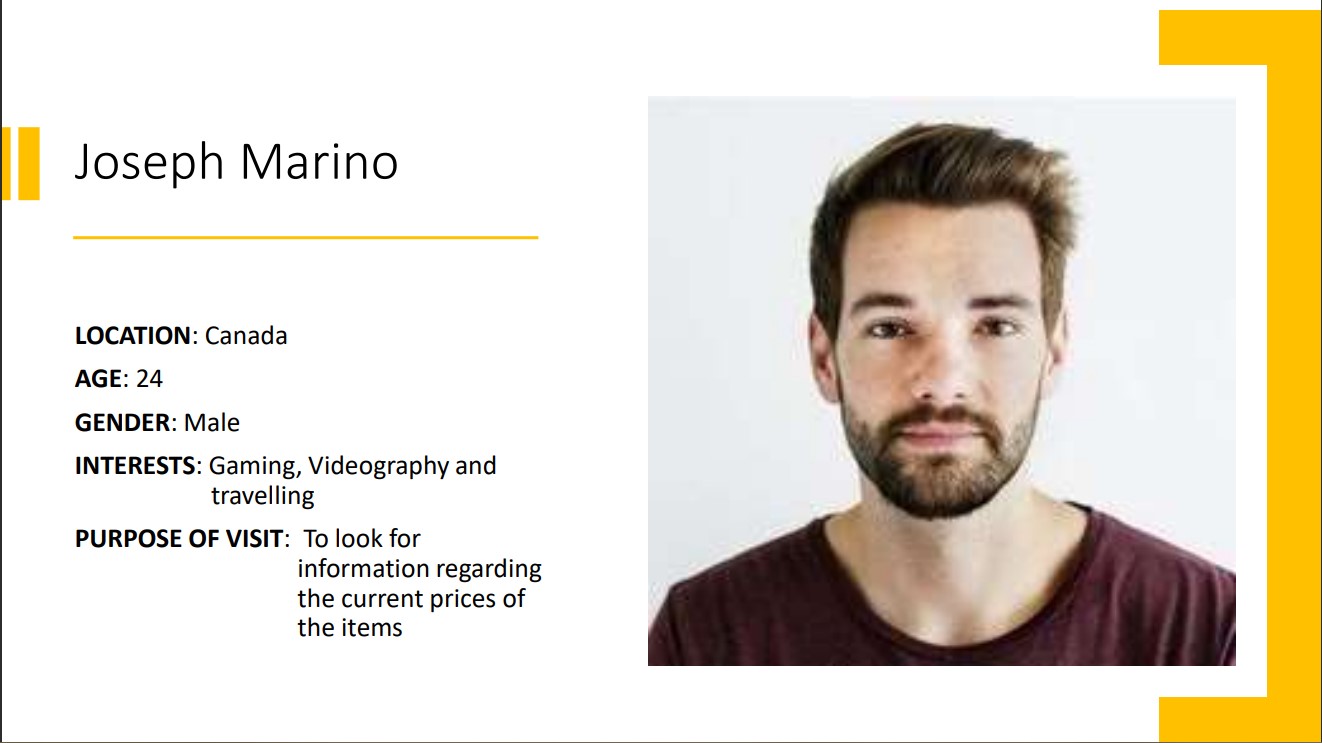 Joseph Marino
LOCATION: Canada
AGE: 24
GENDER: Male
INTERESTS: Gaming, Videography and
travelling
PURPOSE OF VISIT: To look for
information regarding
the current prices of
the items